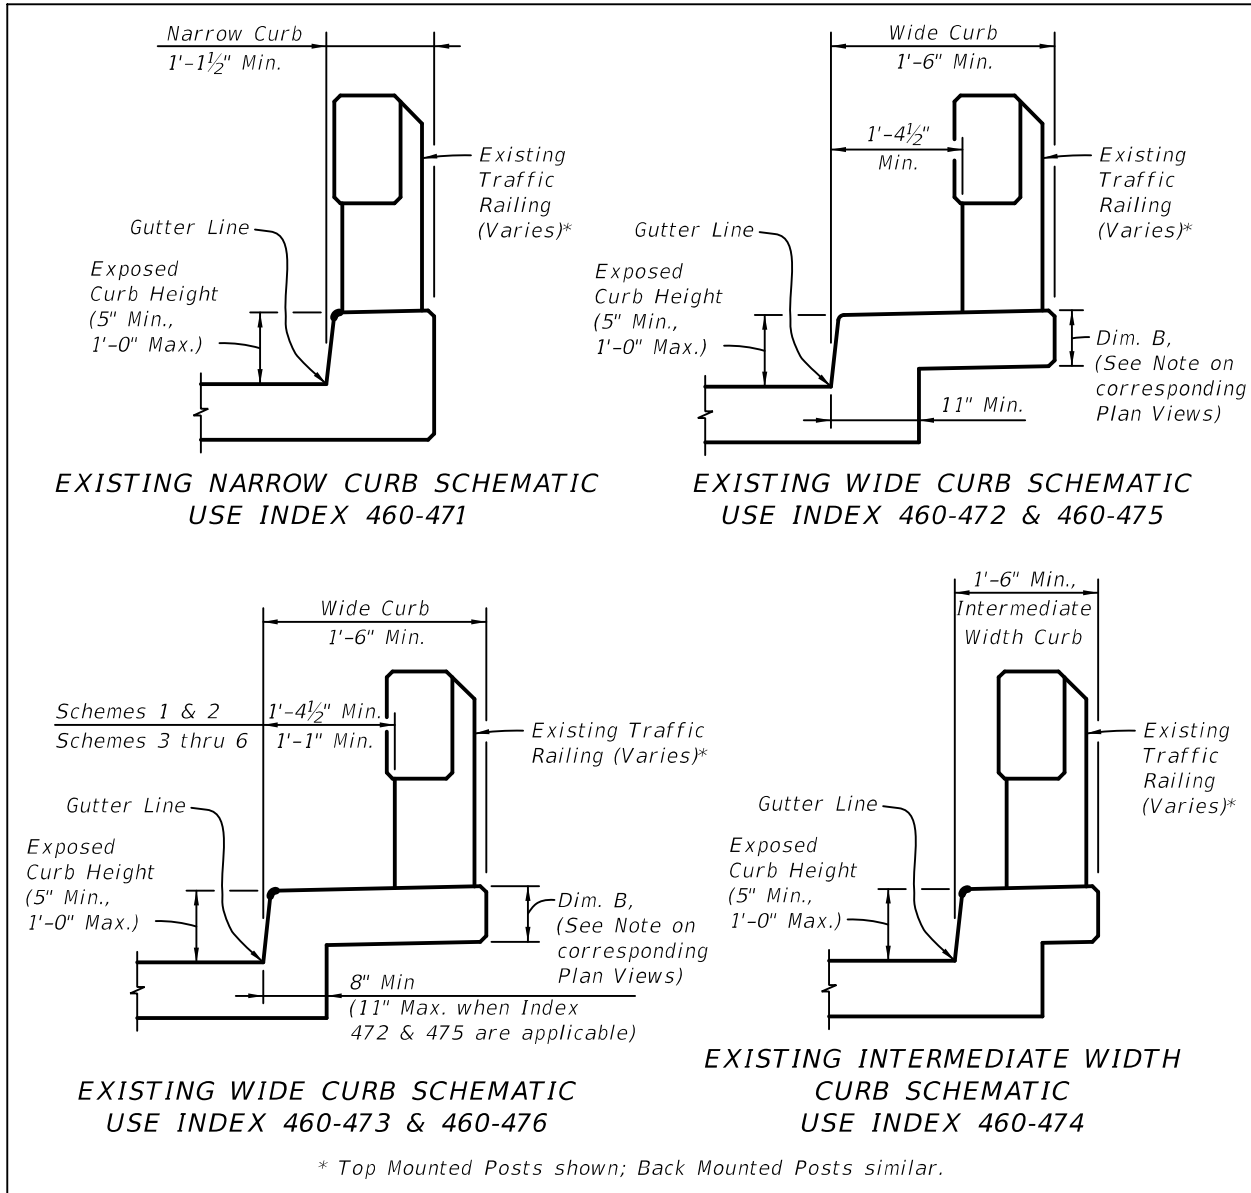 Narrow Curb
1'-1½" Min.
Existing
Traffic
Railing
(Varies)*
Gutter Line
Exposed
Curb Height
(5" Min.,
1'-0" Max.)
EXISTING NARROW CURB SCHEMATIC
USE INDEX 460-471
Wide Curb
1'-6" Min.
1'-4½"
Min.
Existing
Traffic
Railing
(Varies)*
Gutter Line
Exposed
Curb Height
(5" Min.,
1'-0" Max.)
Dim. B,
(See Note on
corresponding
Plan Views)
11" Min.
EXISTING WIDE CURB SCHEMATIC
USE INDEX 460-472 & 460-475
Wide Curb
1'-6" Min.
Schemes 1 & 2 1'-4½" Min.
Schemes 3 thru 6 1'-1" Min.
Existing Traffic
Railing (Varies)*
Gutter Line
Exposed
Curb Height
(5" Min.,
1'-0" Max.)
Dim. B,
(See Note on
corresponding
Plan Views)
8" Min
(11" Max. when Index
472 & 475 are applicable)
EXISTING WIDE CURB SCHEMATIC
USE INDEX 460-473 & 460-476
1'-6" Min.,
Intermediate
Width Curb
Existing
Traffic
Railing
(Varies)*
Gutter Line
Exposed
Curb Height
(5" Min.,
1'-0" Max.)
EXISTING INTERMEDIATE WIDTH
CURB SCHEMATIC
USE INDEX 460-474
* Top Mounted Posts shown; Back Mounted Posts similar.